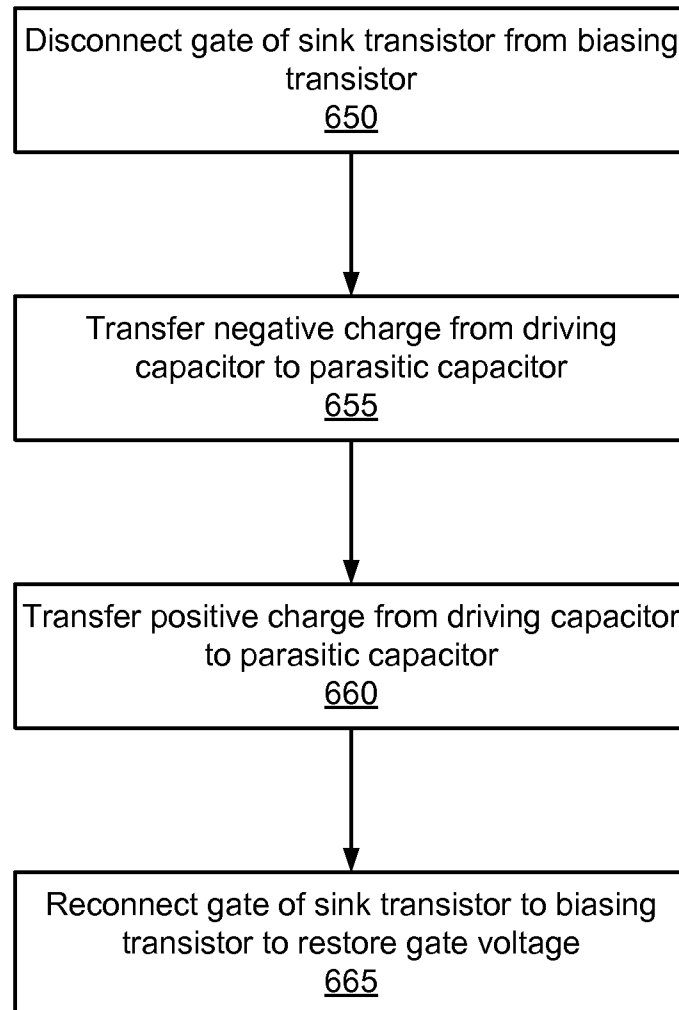 Disconnect gate of sink transistor from biasing
transistor
650
Transfer negative charge from driving
capacitor to parasitic capacitor
655
Transfer positive charge from driving capacitor
to parasitic capacitor
660
Reconnect gate of sink transistor to biasing
transistor to restore gate voltage
665